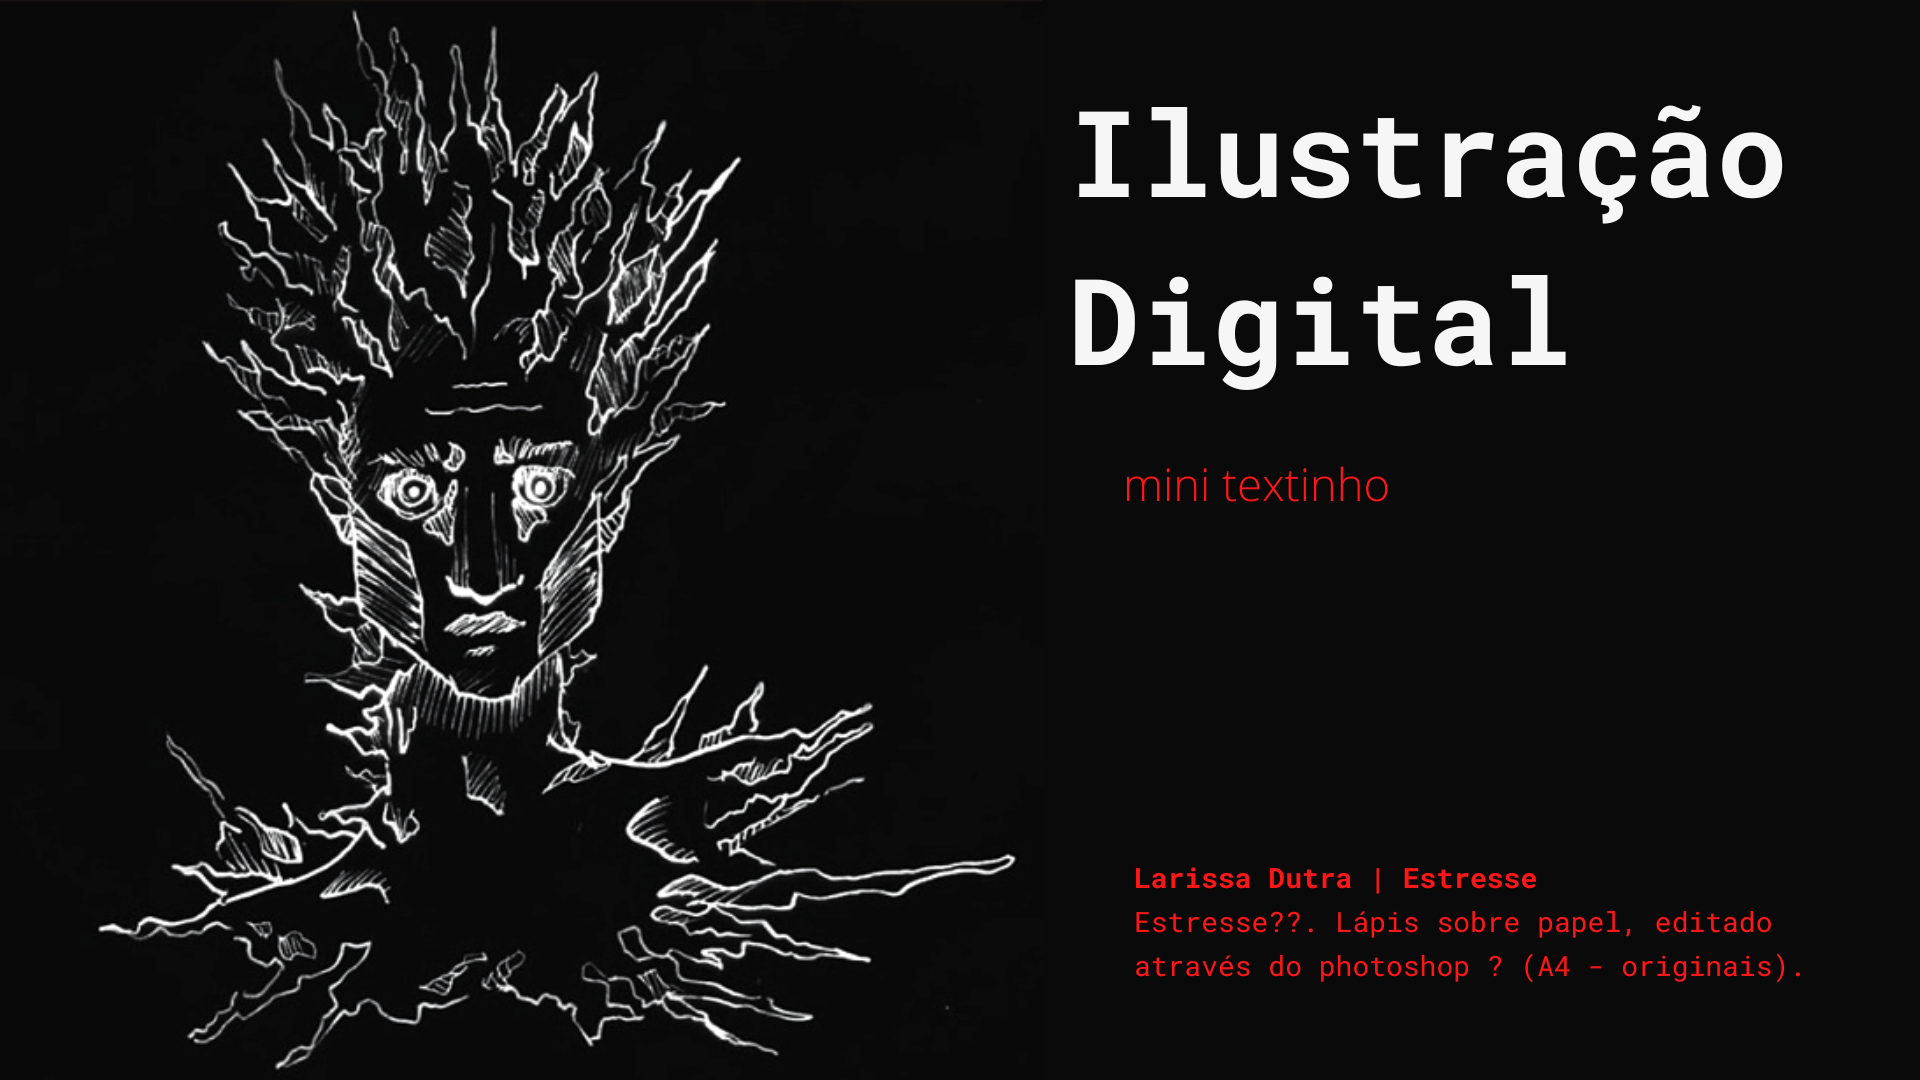 Ilustração
Digital
mini textinho
Larissa Dutra | Estresse
Estresse??. Lápis sobre papel, editado
através do photoshop ? (A4 - originais).